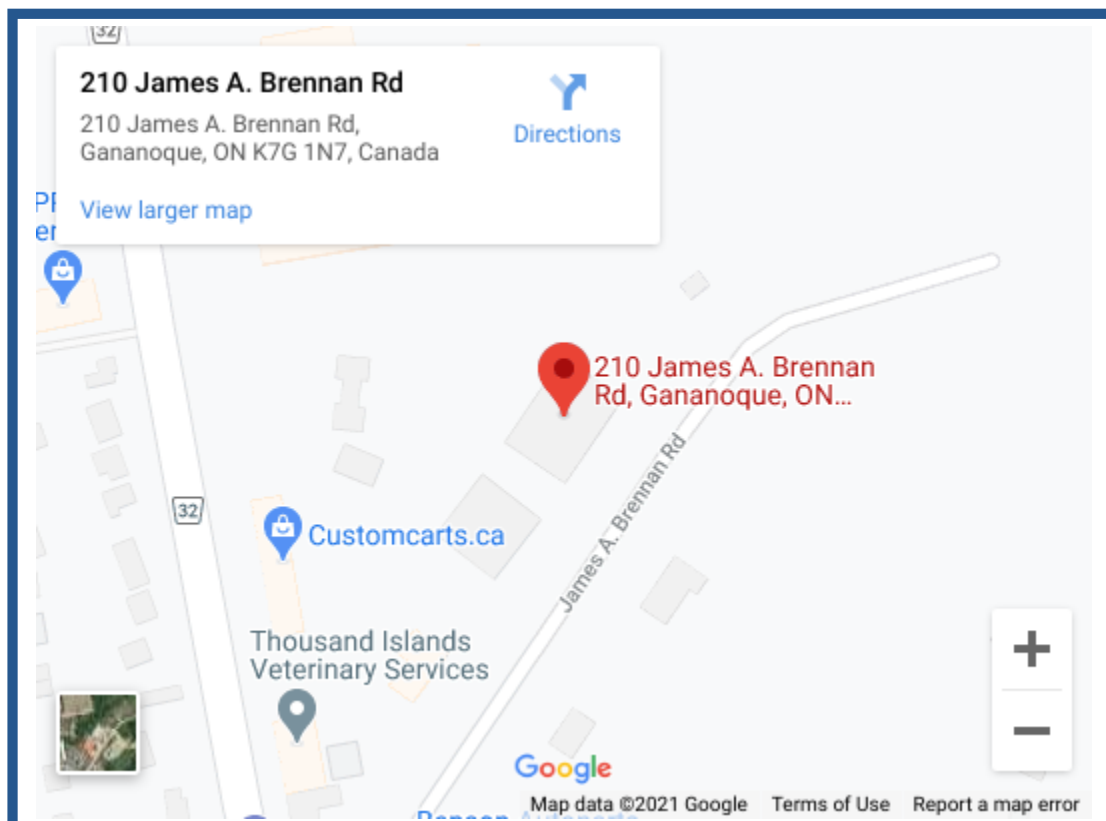 32
210 James A. Brennan Rd
210 James A. Brennan Rd,
Gananoque, ON K7G 1N7, Canada
Directions
View larger map
210 James A. Brennan
Rd, Gananoque, ON...
James A. Brennan Rd
32
Customcarts.ca
Thousand Islands
Veterinary Services
Google
Map data ©2021 Google Terms of Use Report a map error